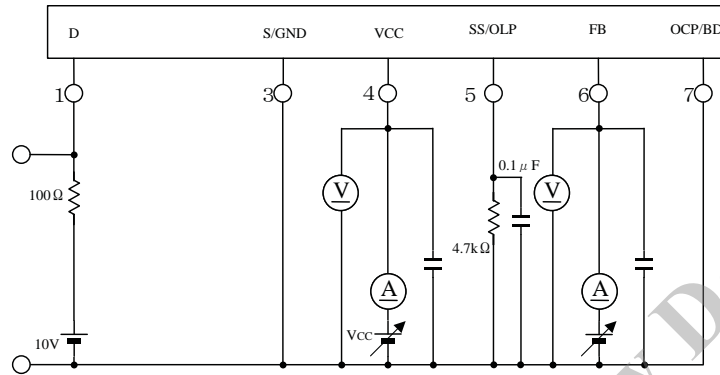 D S/GND VCC SS/OLP FB OCP/BD
1 3 4 5 6 7
0.1μF
V V
100Ω
4.7kΩ
A A
VCC
10V